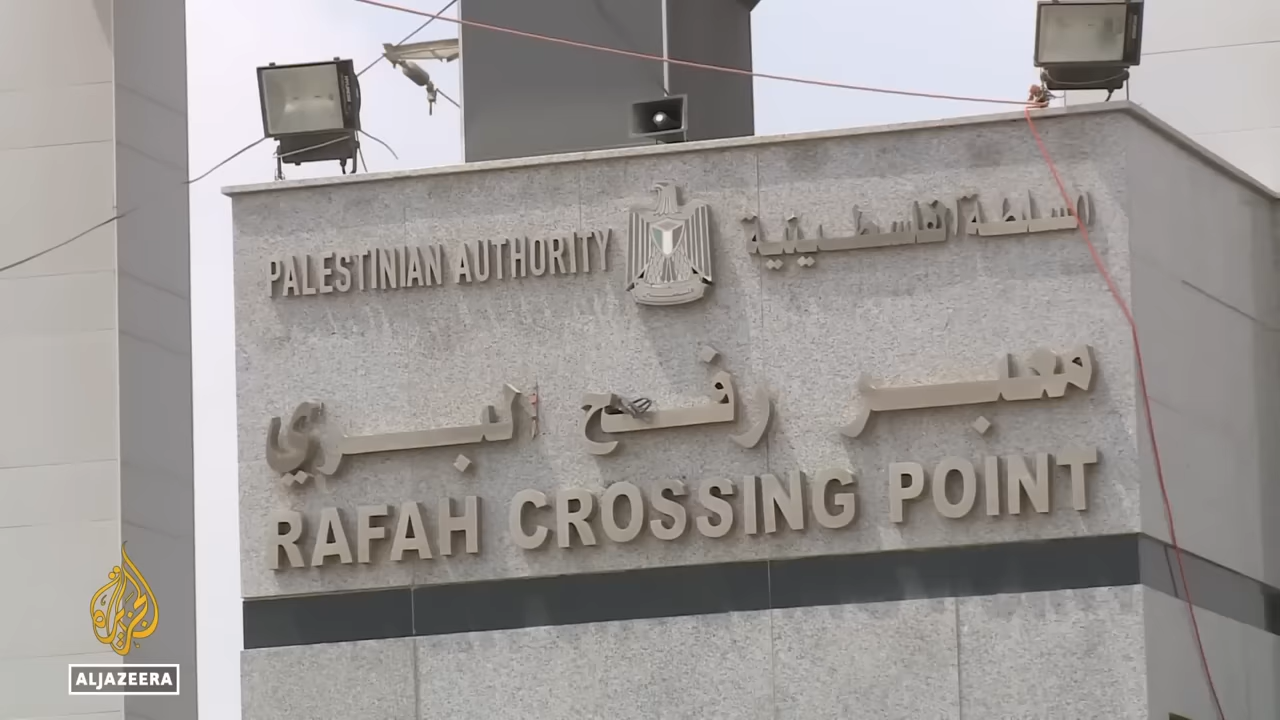 PALESTINIAN AUTHORITY
السلطة الفلسطينية
معبر رفح البري
RAFAH CROSSING POINT
الجزيرة
ALJAZEERA